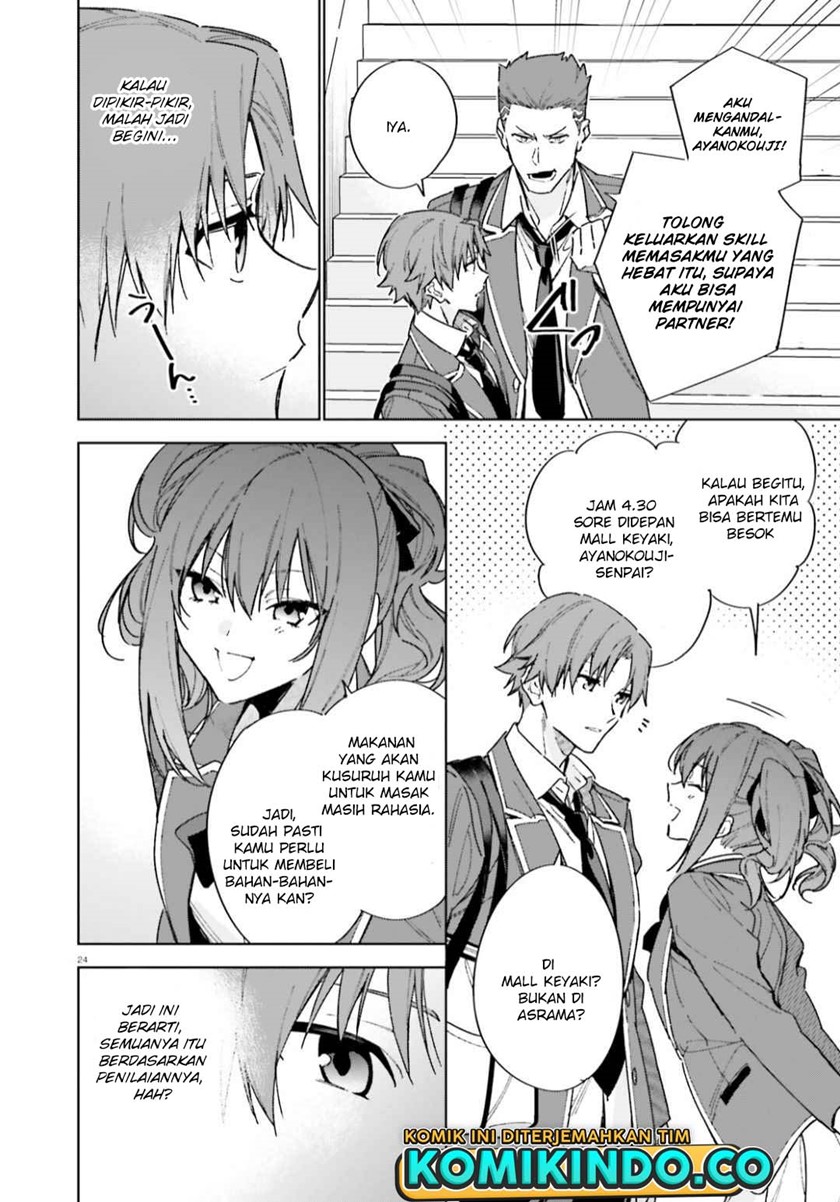 AKU
MENGANDAL-
KANMU,
AYANOKOUJI!
TOLONG
KELUARKAN SKILL
MEMASAKMU YANG
HEBAT ITU, SUPAYA
AKU BISA
MEMPUNYAI
PARTNER!
IYA.
KALAU
DIPIKIR-PIKIR,
MALAH JADI
BEGINI...
KALAU BEGITU,
APAKAH KITA
BISA BERTEMU
BESOK
JAM 4.30
SORE DIDEPAN
MALL KEYAKI,
AYANOKOUJI-
SENPAI?
DI
MALL KEYAKI?
BUKAN DI
ASRAMA?
MAKANAN
YANG AKAN
KUSURUH KAMU
UNTUK MASAK
MASIH RAHASIA.
JADI,
SUDAH PASTI
KAMU PERLU
UNTUK MEMBELI
BAHAN-BAHAN-
NYA KAN?
24
JADI INI
BERARTI,
SEMUANYA ITU
BERDASARKAN
PENILAIANNYA,
HAH?
KOMIK INI DITERJEMAHKAN TIM
KOMIKINDO.CO